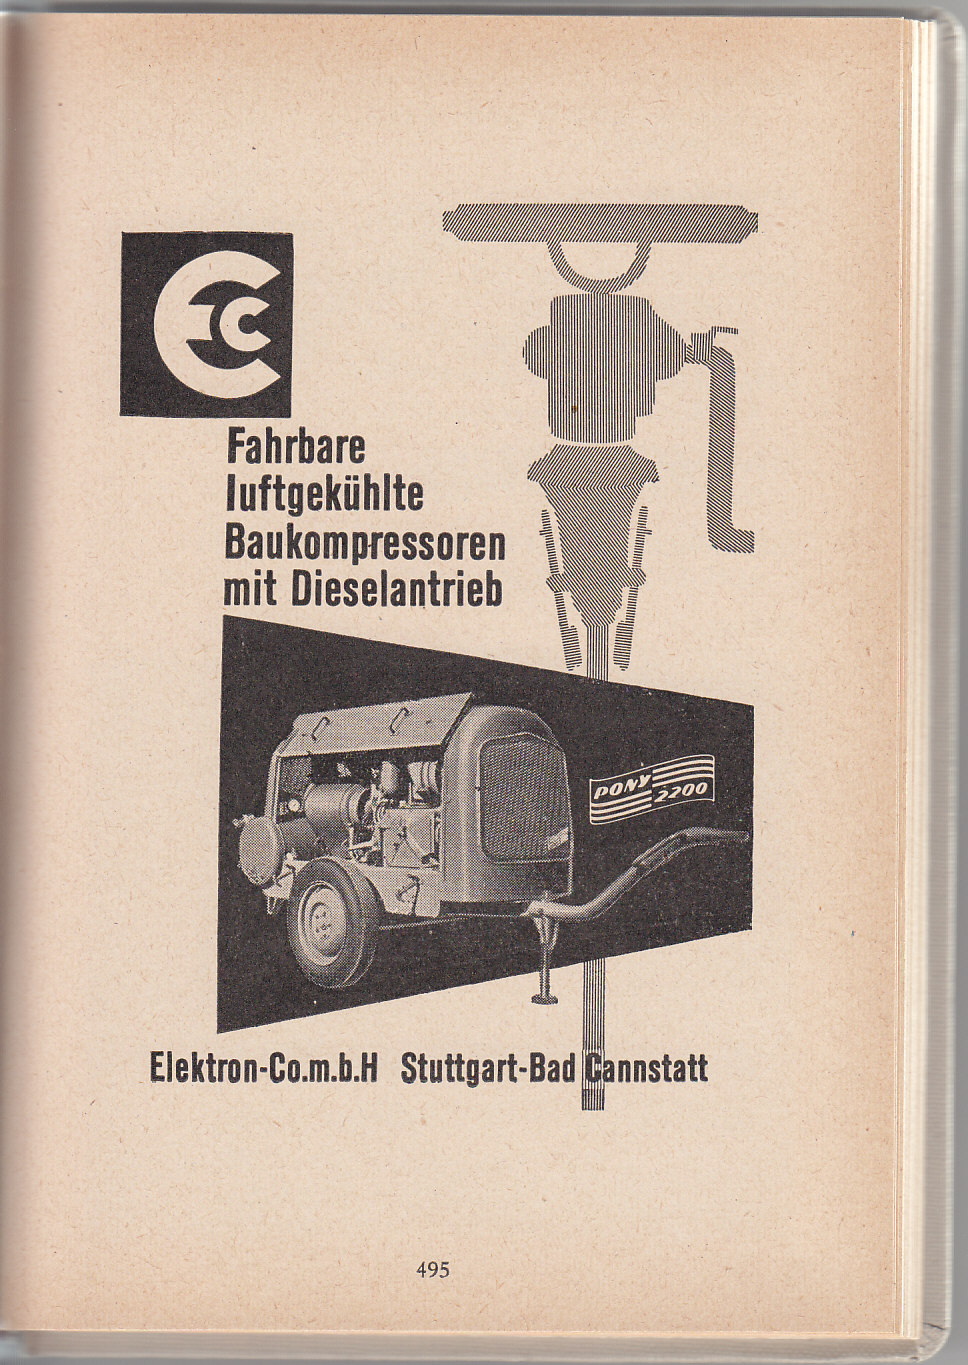 EC
Fahrbare
luftgekühlte
Baukompressoren
mit Dieselantrieb
PONY
2200
Elektron-Co.m.b.H Stuttgart-Bad Cannstatt
495